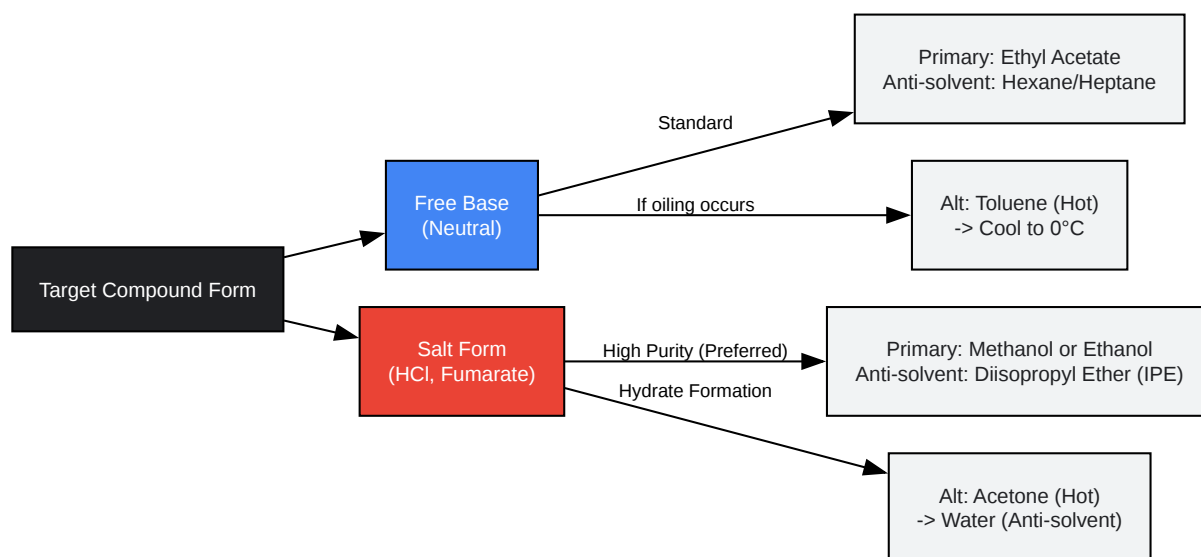 Target Compound Form
Free Base
(Neutral)
Salt Form
(HCl, Fumarate)
Standard
If oiling occurs
High Purity (Preferred)
Hydrate Formation
Primary: Ethyl Acetate
Anti-solvent: Hexane/Heptane
Alt: Toluene (Hot)
-> Cool to 0°C
Primary: Methanol or Ethanol
Anti-solvent: Diisopropyl Ether (IPE)
Alt: Acetone (Hot)
-> Water (Anti-solvent)